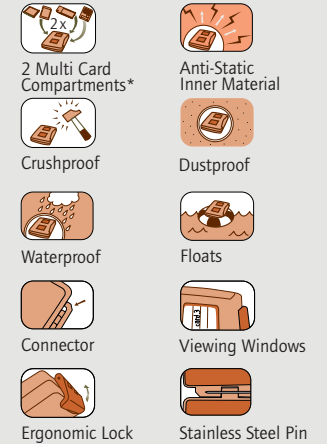 2x
2 Multi Card
Compartments*
Anti-Static
Inner Material
Crushproof
Dustproof
Waterproof
Floats
Connector
Viewing Windows
Ergonomic Lock
Stainless Steel Pin